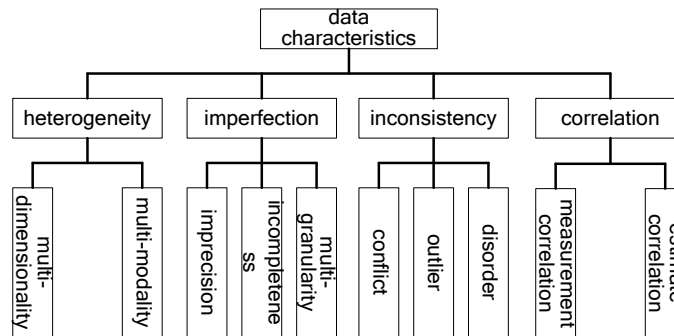 data
characteristics
heterogeneity
imperfection
inconsistency
correlation
multi-
dimensionality
multi-modality
imprecision
incompletene
ss
multi-
granularity
conflict
outlier
disorder
measurement
correlation
estimate
correlation